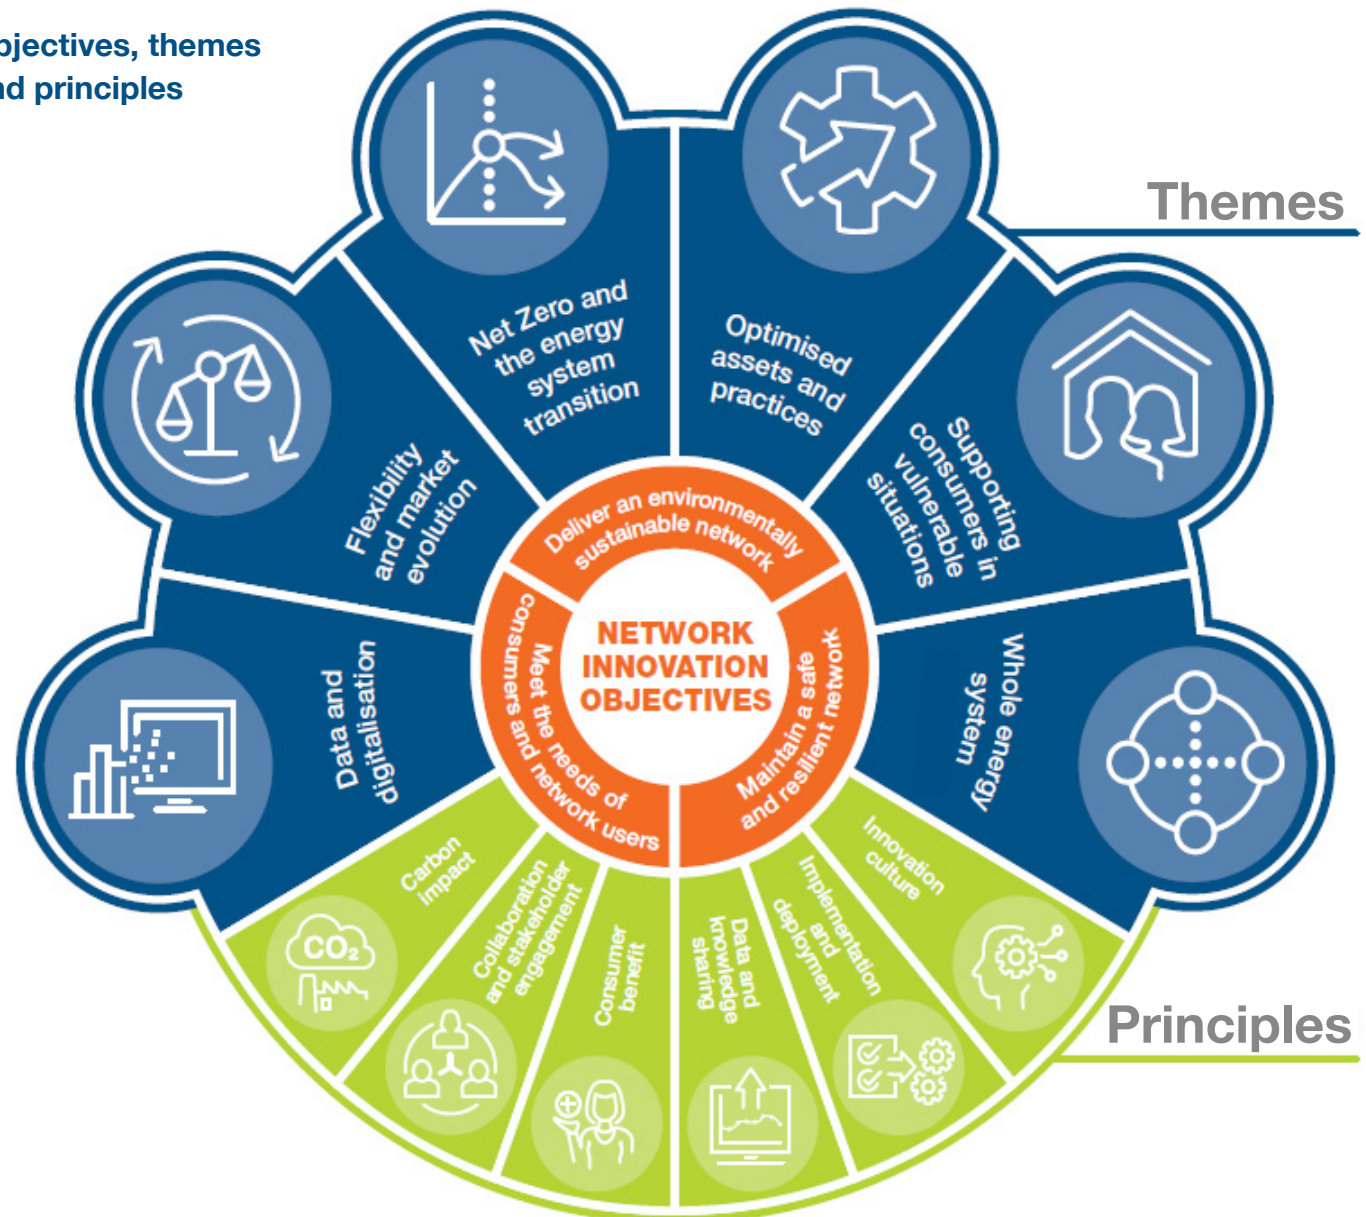 bjectives, themes
nd principles
Themes
Net Zero and
the energy
system
transition
Optimised
assets and
practices
Flexibility
and market
evolution
Supporting
consumers in
vulnerable
situations
Data and
digitalisation
Whole energy
system
Deliver an environmentally
sustainable network
Meet the needs of
consumers and network users
Maintain a safe
and resilient network
NETWORK
INNOVATION
OBJECTIVES
Carbon
impact
CO₂
Collaboration
and stakeholder
engagement
Consumer
benefit
Data and
knowledge
sharing
Implementation
and
deployment
Innovation
culture
Principles